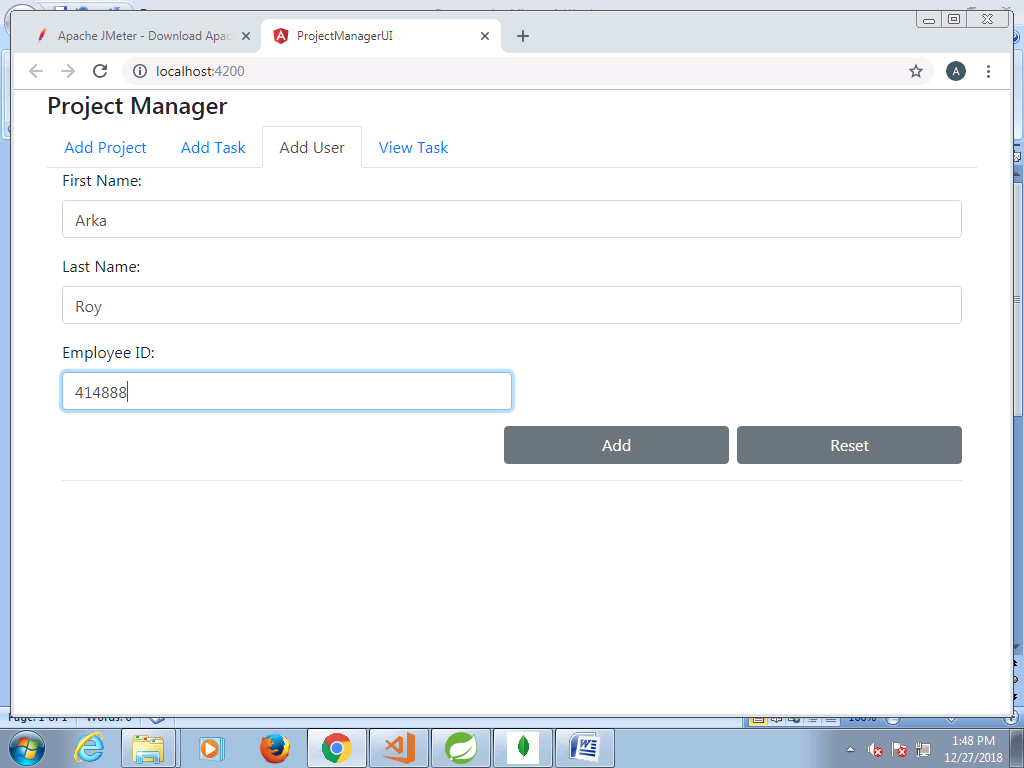 Apache JMeter - Download Apac
ProjectManagerUI
localhost:4200
A
Project Manager
Add Project
Add Task
Add User
View Task
First Name:
Arka
Last Name:
Roy
Employee ID:
414888
Add
Reset
1:48 PM
12/27/2018